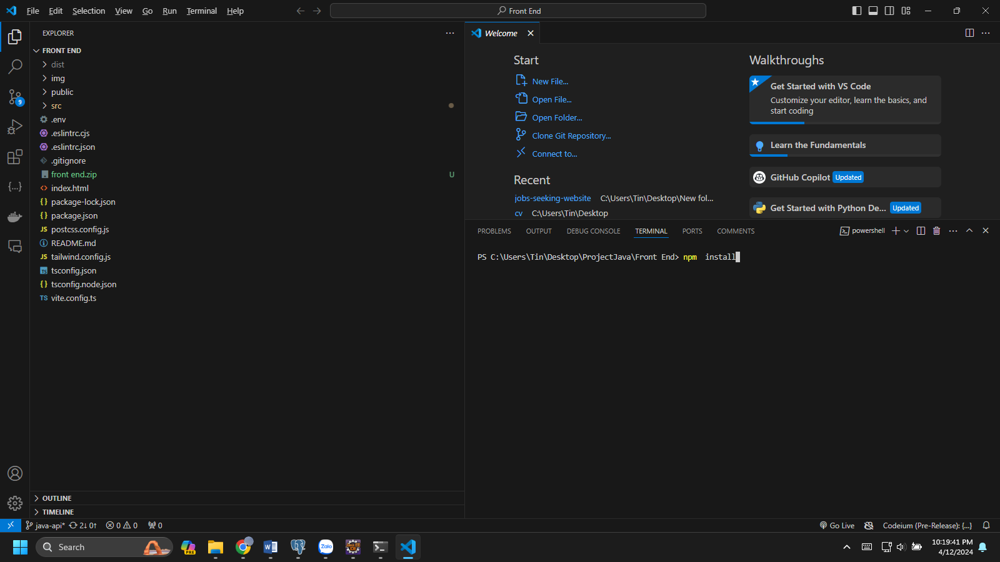 File Edit Selection View Go Run Terminal Help
Front End
EXPLORER
FRONT END
dist
img
public
src
.env
.eslintrc.cjs
.eslintrc.json
.gitignore
front end.zip U
index.html
package-lock.json
package.json
postcss.config.js
README.md
tailwind.config.js
tsconfig.json
tsconfig.node.json
vite.config.ts
OUTLINE
TIMELINE
9
Welcome
Start
New File...
Open File...
Open Folder...
Clone Git Repository...
Connect to...
Recent
jobs-seeking-website C:\Users\Tin\Desktop\New fol...
cv C:\Users\Tin\Desktop
Walkthroughs
Get Started with VS Code
Customize your editor, learn the basics, and
start coding
Learn the Fundamentals
GitHub Copilot Updated
Get Started with Python De... Updated
PROBLEMS OUTPUT DEBUG CONSOLE TERMINAL PORTS COMMENTS powershell
PS C:\Users\Tin\Desktop\ProjectJava\Front End> npm  install
java-api* 2↓ 0↑ 0 0 0 Go Live Codeium (Pre-Release): {...}
Search PRE Zalo 10:19:41 PM
4/12/2024